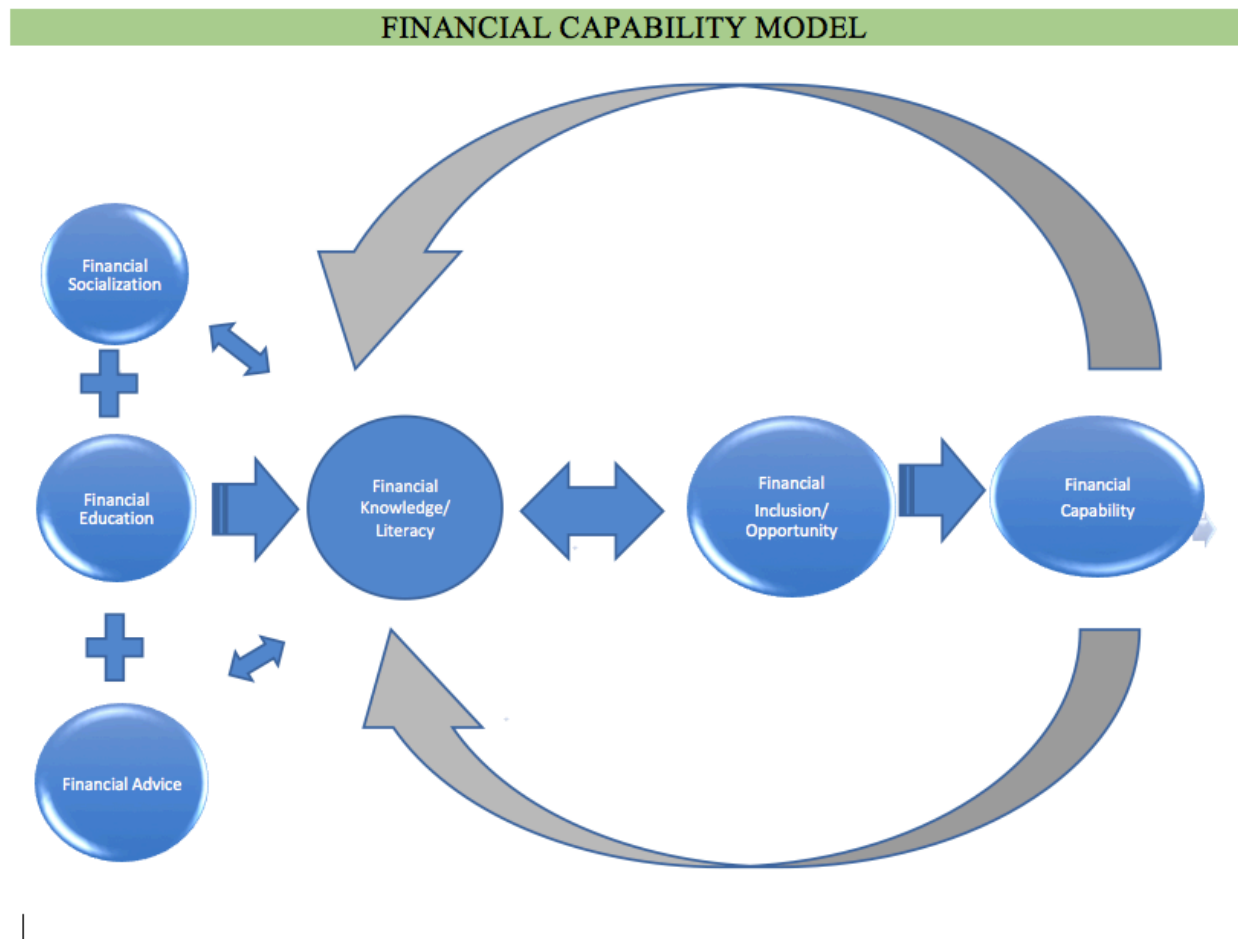 FINANCIAL CAPABILITY MODEL
Financial
Socialization
Financial
Education
Financial Advice
Financial
Knowledge/
Literacy
Financial
Inclusion/
Opportunity
Financial
Capability